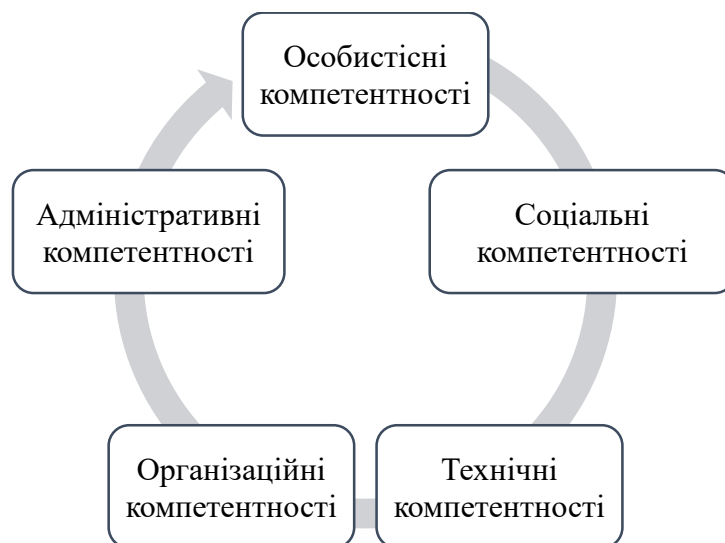 Особистісні
компетентності
Соціальні
компетентності
Технічні
компетентності
Організаційні
компетентності
Адміністративні
компетентності